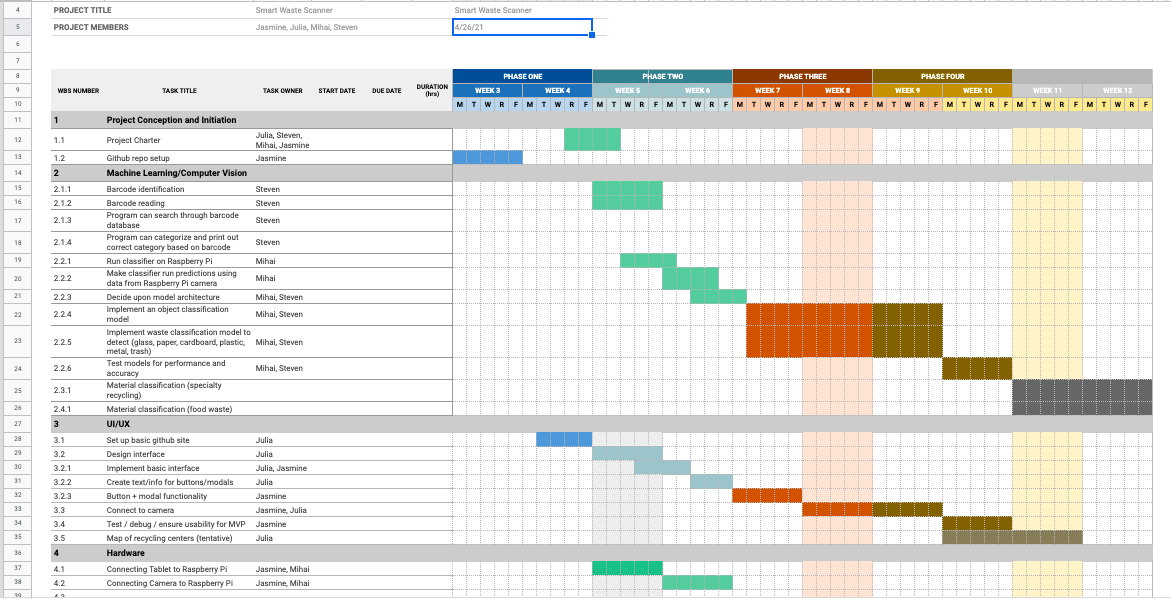 4 PROJECT TITLE Smart Waste Scanner Smart Waste Scanner
5 PROJECT MEMBERS Jasmine, Julia, Mihai, Steven 4/26/21
6
7
8 PHASE ONE PHASE TWO PHASE THREE PHASE FOUR
9 WBS NUMBER TASK TITLE TASK OWNER START DATE DUE DATE DURATION (hrs) WEEK 3 WEEK 4 WEEK 5 WEEK 6 WEEK 7 WEEK 8 WEEK 9 WEEK 10 WEEK 11 WEEK 12
10 M T W R F M T W R F M T W R F M T W R F M T W R F M T W R F M T W R F M T W R F M T W R F M T W R F
11 1 Project Conception and Initiation
12 1.1 Project Charter Julia, Steven,
Mihai, Jasmine
13 1.2 Github repo setup Jasmine
14 2 Machine Learning/Computer Vision
15 2.1.1 Barcode identification Steven
16 2.1.2 Barcode reading Steven
17 2.1.3 Program can search through barcode
database Steven
18 2.1.4 Program can categorize and print out
correct category based on barcode Steven
19 2.2.1 Run classifier on Raspberry Pi Mihai
20 2.2.2 Make classifier run predictions using
data from Raspberry Pi camera Mihai
21 2.2.3 Decide upon model architecture Mihai, Steven
22 2.2.4 Implement an object classification
model Mihai, Steven
23 2.2.5 Implement waste classification model to
detect (glass, paper, cardboard, plastic,
metal, trash) Mihai, Steven
24 2.2.6 Test models for performance and
accuracy Mihai, Steven
25 2.3.1 Material classification (specialty
recycling)
26 2.4.1 Material classification (food waste)
27 3 UI/UX
28 3.1 Set up basic github site Julia
29 3.2 Design interface Julia
30 3.2.1 Implement basic interface Julia, Jasmine
31 3.2.2 Create text/info for buttons/modals Julia
32 3.2.3 Button + modal functionality Jasmine
33 3.3 Connect to camera Jasmine, Julia
34 3.4 Test / debug / ensure usability for MVP Jasmine
35 3.5 Map of recycling centers (tentative) Julia
36 4 Hardware
37 4.1 Connecting Tablet to Raspberry Pi Jasmine, Mihai
38 4.2 Connecting Camera to Raspberry Pi Jasmine, Mihai
39 4.3